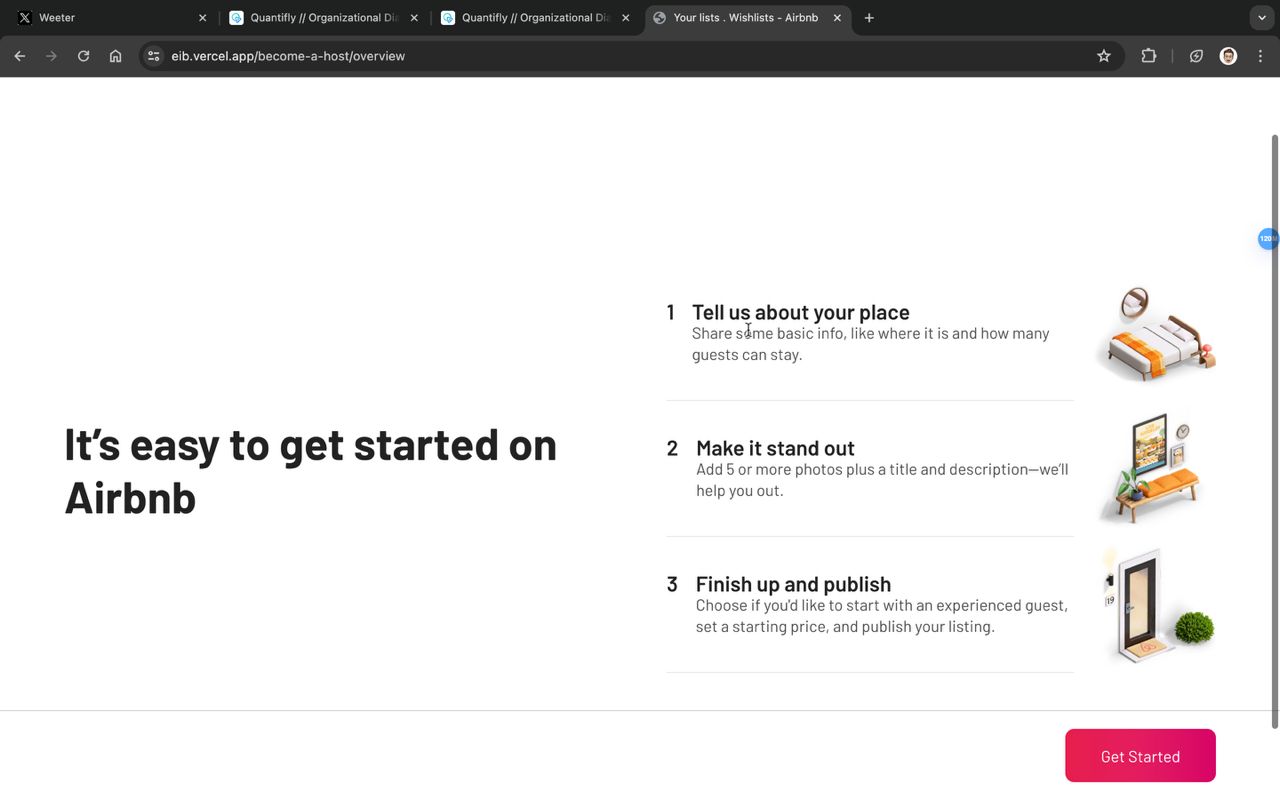 Weeter
Quantifly // Organizational Dia
Quantifly // Organizational Dia
Your lists . Wishlists - Airbnb
eib.vercel.app/become-a-host/overview
120
It’s easy to get started on
Airbnb
1 Tell us about your place
Share some basic info, like where it is and how many
guests can stay.
2 Make it stand out
Add 5 or more photos plus a title and description—we’ll
help you out.
3 Finish up and publish
Choose if you'd like to start with an experienced guest,
set a starting price, and publish your listing.
19
Get Started